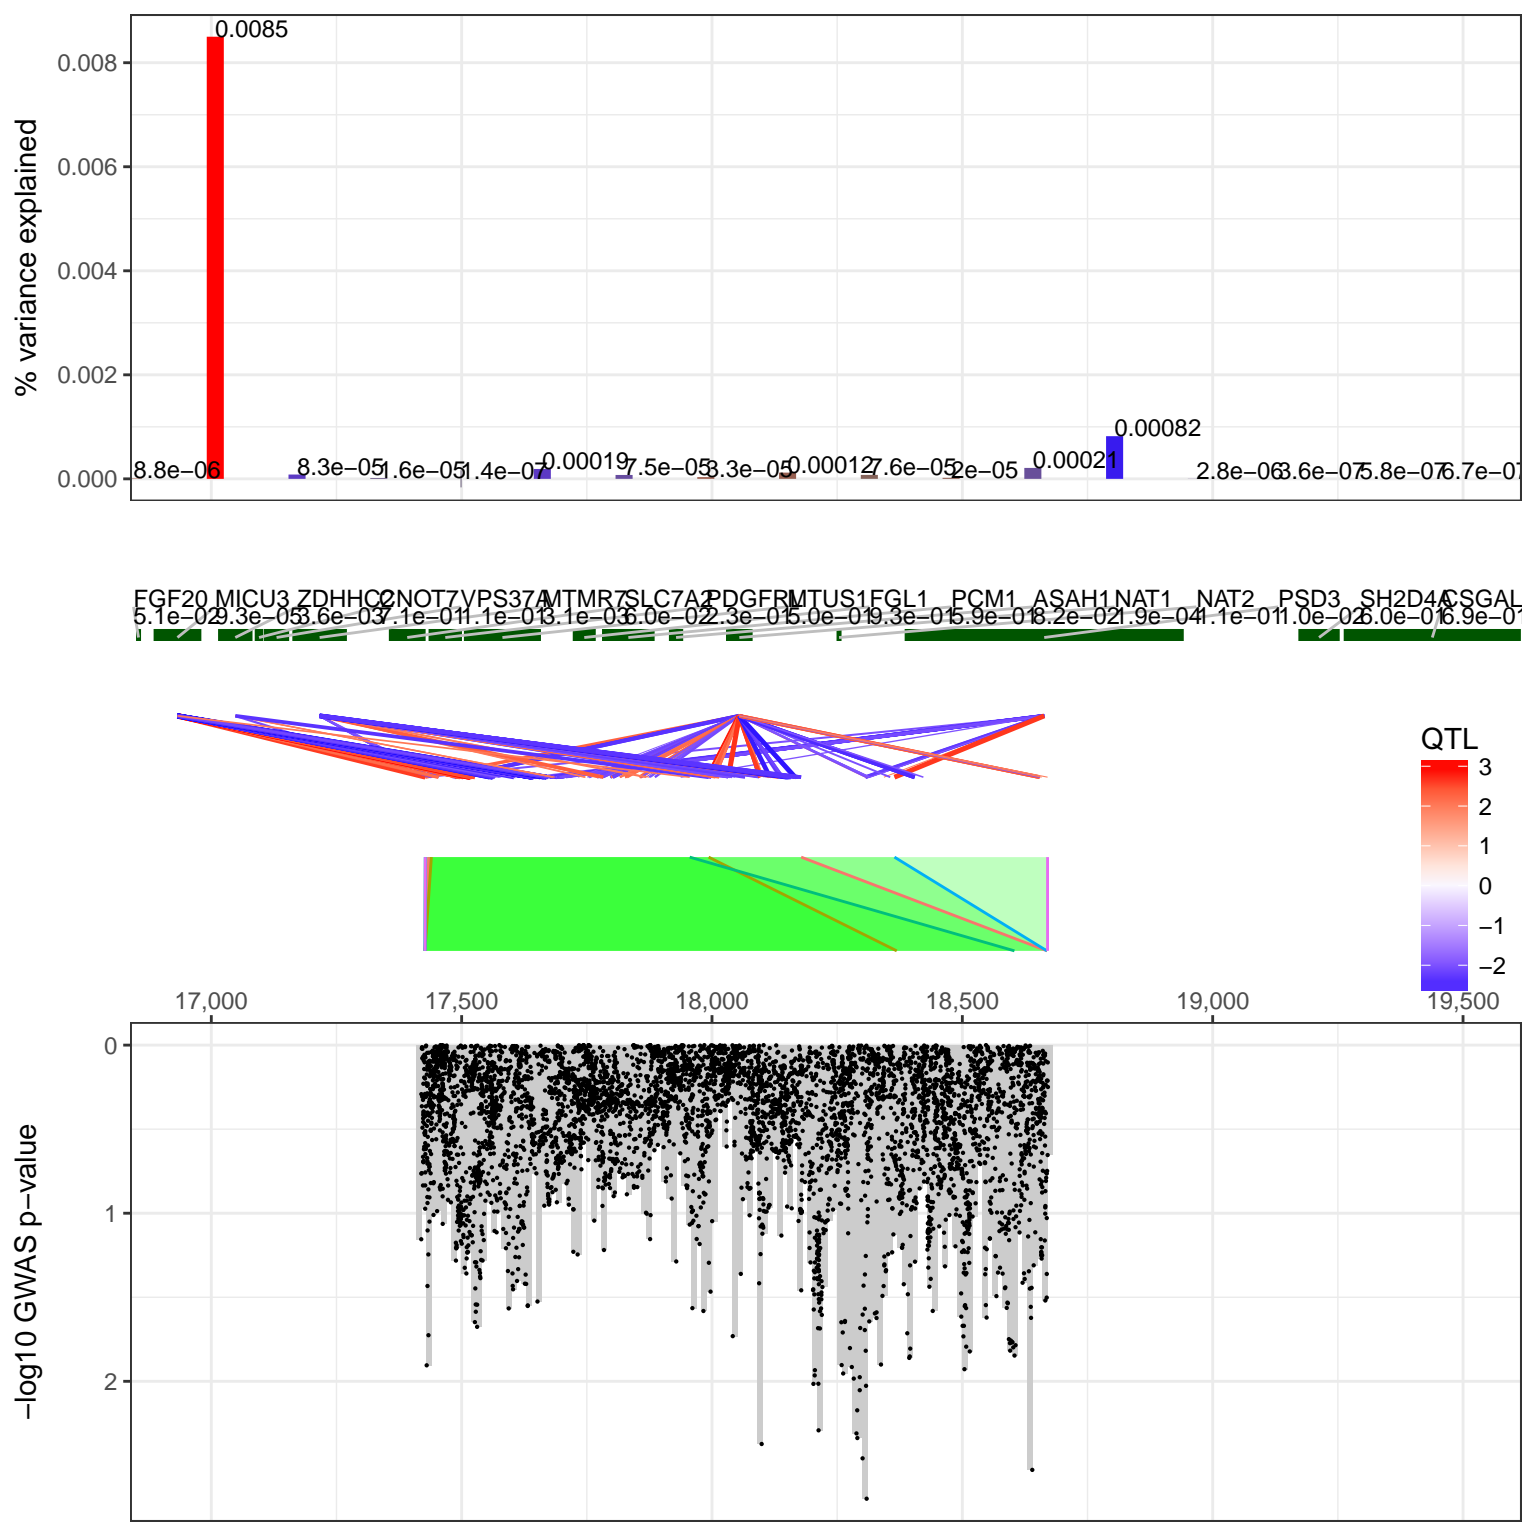 % variance explained
0.008
0.006
0.004
0.002
0.000
0.0085
8.8e−06
8.3e−05
1.6e−05
1.4e−07
0.00019
7.5e−05
3.3e−05
0.00012
7.6e−05
2e−05
0.00021
0.00082
2.8e−06
3.6e−07
5.8e−07
6.7e−07
FGF20 MICU3 ZDHHC2 CNOT7 VPS37A MTMR7 SLC7A2 PDGFRL MTUS1 FGL1 PCM1 ASAH1 NAT1 NAT2 PSD3 SH2D4A CSGAL
5.1e−02 9.3e−05 3.6e−03 7.1e−01 1.1e−01 3.1e−03 6.0e−02 2.3e−01 5.0e−01 9.3e−01 5.9e−01 8.2e−02 1.9e−04 1.1e−01 1.0e−02 6.0e−01 6.9e−01
QTL
3
2
1
0
−1
−2
17,000 17,500 18,000 18,500 19,000 19,500
−log10 GWAS p−value
0
1
2